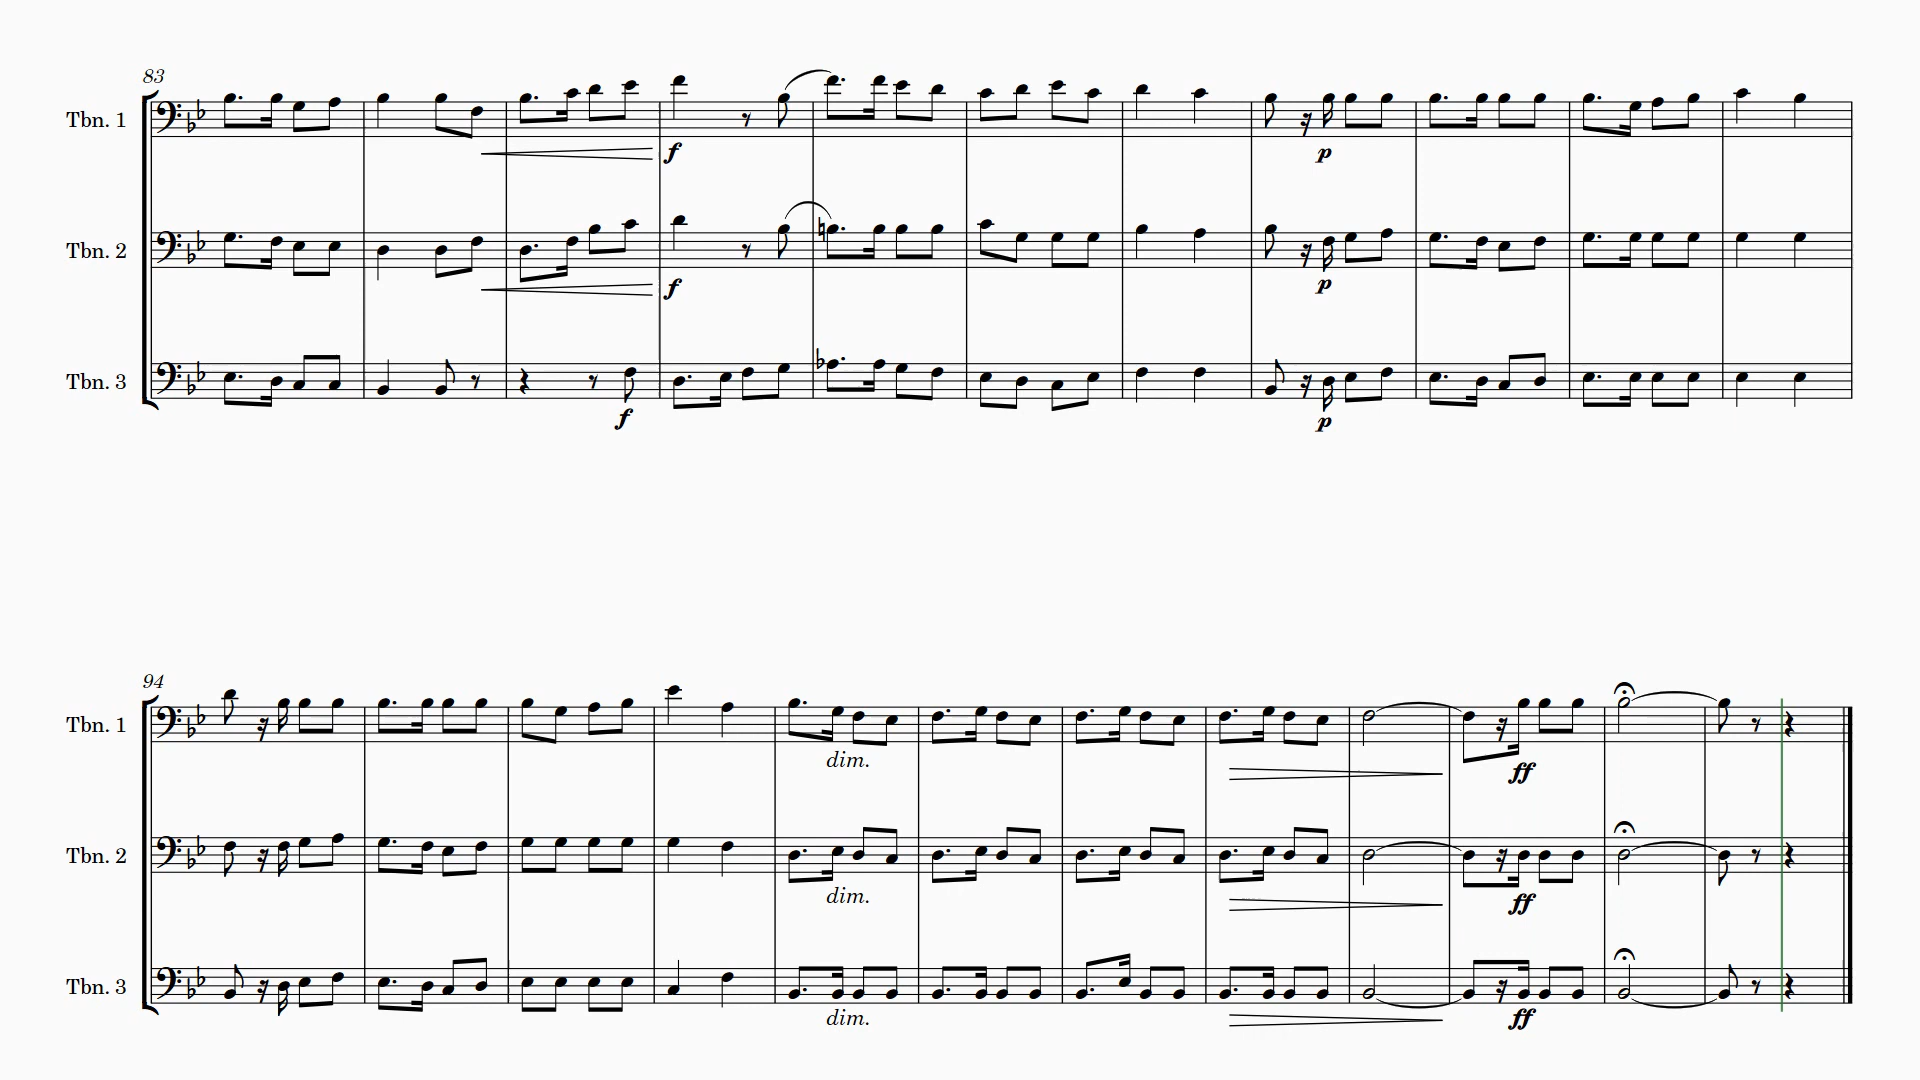 83
Tbn. 1
f
p
Tbn. 2
f
p
Tbn. 3
f
p
94
Tbn. 1
dim.
ff
Tbn. 2
dim.
ff
Tbn. 3
dim.
ff